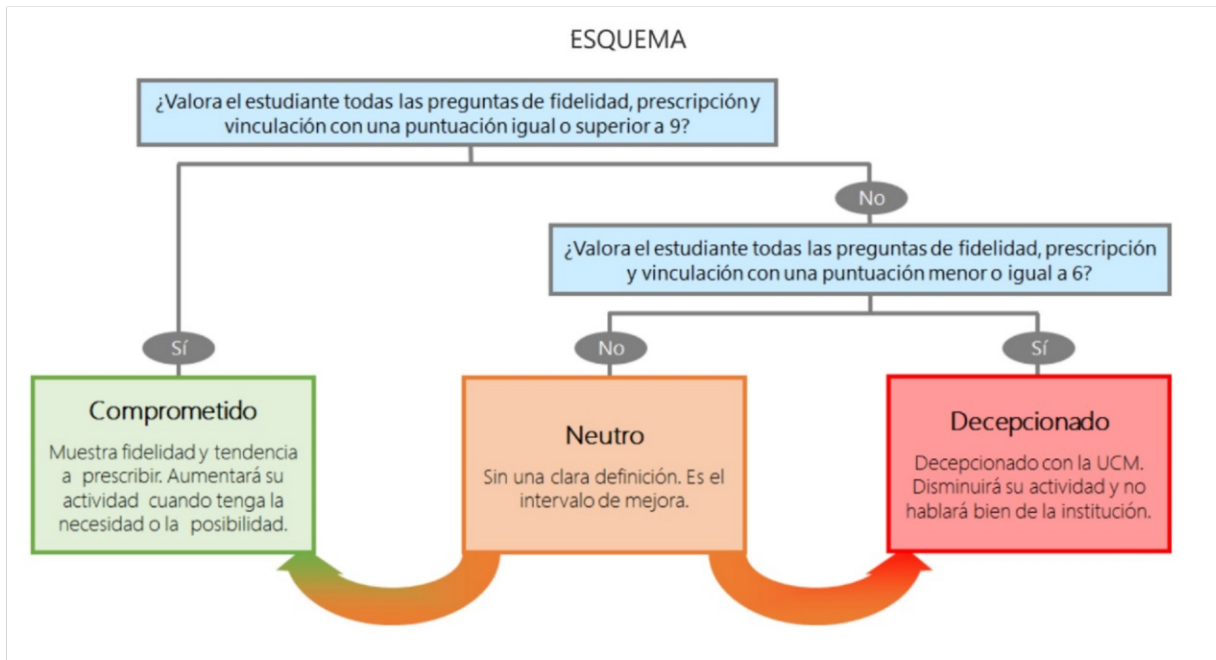 ESQUEMA
¿Valora el estudiante todas las preguntas de fidelidad, prescripción y
vinculación con una puntuación igual o superior a 9?
No
¿Valora el estudiante todas las preguntas de fidelidad, prescripción
y vinculación con una puntuación menor o igual a 6?
Sí
No
Sí
Comprometido
Muestra fidelidad y tendencia
a prescribir. Aumentará su
actividad cuando tenga la
necesidad o la posibilidad.
Neutro
Sin una clara definición. Es el
intervalo de mejora.
Decepcionado
Decepcionado con la UCM.
Disminuirá su actividad y no
hablará bien de la institución.